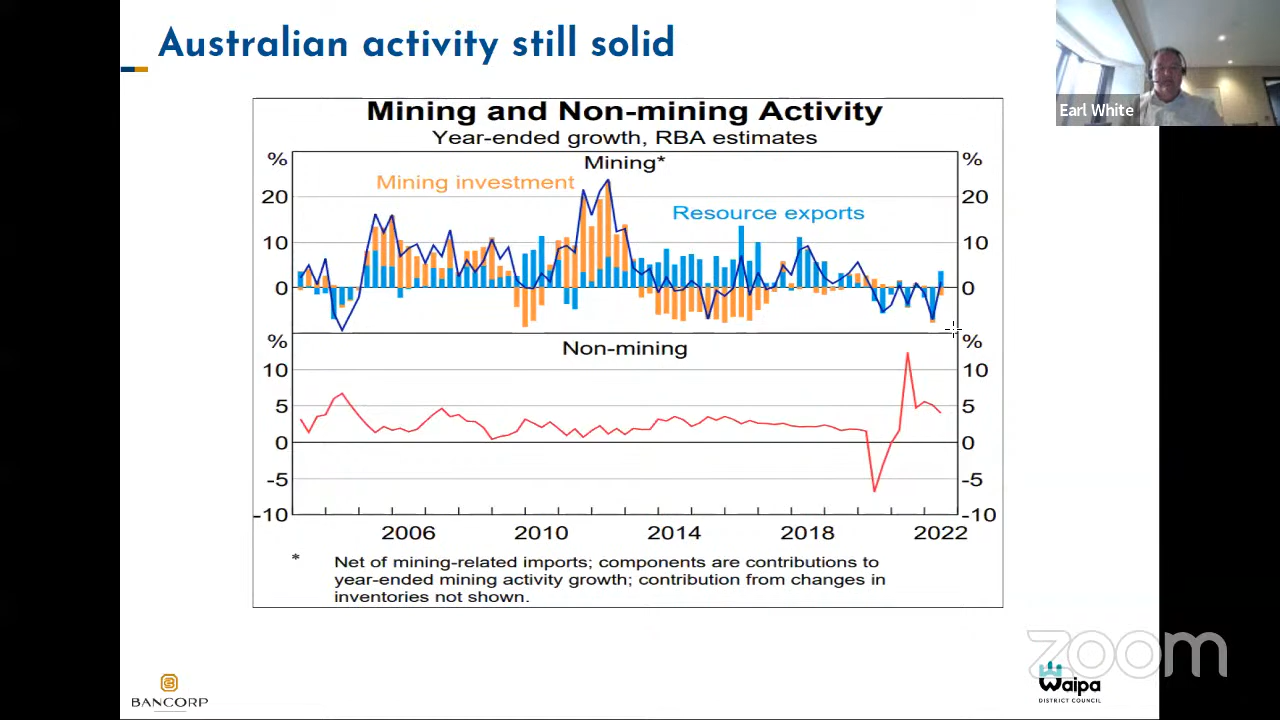 Australian activity still solid
Earl White
Mining and Non-mining Activity
Year-ended growth, RBA estimates
% %
Mining*
Mining investment
20 20
Resource exports
10 10
0 0
% %
Non-mining
10 10
5 5
0 0
-5 -5
-10 -10
2006 2010 2014 2018 2022
* Net of mining-related imports; components are contributions to
year-ended mining activity growth; contribution from changes in
inventories not shown.
zoom
BANCORP
Waipa
DISTRICT COUNCIL